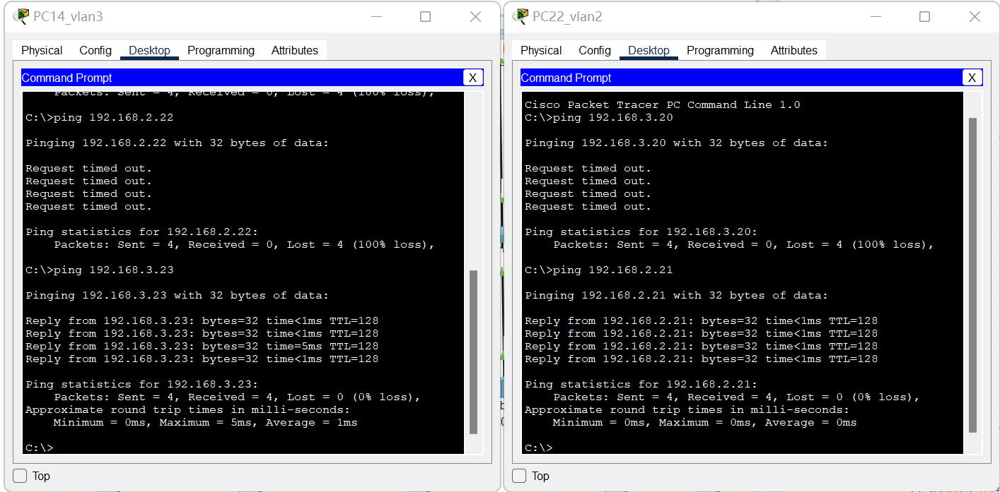 PC14_vlan3
Physical Config Desktop Programming Attributes
Command Prompt X
Packets: Sent = 4, Received = 0, Lost = 4 (100% loss),
C:\>ping 192.168.2.22
Pinging 192.168.2.22 with 32 bytes of data:
Request timed out.
Request timed out.
Request timed out.
Request timed out.
Ping statistics for 192.168.2.22:
Packets: Sent = 4, Received = 0, Lost = 4 (100% loss),
C:\>ping 192.168.3.23
Pinging 192.168.3.23 with 32 bytes of data:
Reply from 192.168.3.23: bytes=32 time<1ms TTL=128
Reply from 192.168.3.23: bytes=32 time<1ms TTL=128
Reply from 192.168.3.23: bytes=32 time=5ms TTL=128
Reply from 192.168.3.23: bytes=32 time<1ms TTL=128
Ping statistics for 192.168.3.23:
Packets: Sent = 4, Received = 4, Lost = 0 (0% loss),
Approximate round trip times in milli-seconds:
Minimum = 0ms, Maximum = 5ms, Average = 1ms
C:\>
Top
PC22_vlan2
Physical Config Desktop Programming Attributes
Command Prompt X
Cisco Packet Tracer PC Command Line 1.0
C:\>ping 192.168.3.20
Pinging 192.168.3.20 with 32 bytes of data:
Request timed out.
Request timed out.
Request timed out.
Request timed out.
Ping statistics for 192.168.3.20:
Packets: Sent = 4, Received = 0, Lost = 4 (100% loss),
C:\>ping 192.168.2.21
Pinging 192.168.2.21 with 32 bytes of data:
Reply from 192.168.2.21: bytes=32 time<1ms TTL=128
Reply from 192.168.2.21: bytes=32 time<1ms TTL=128
Reply from 192.168.2.21: bytes=32 time<1ms TTL=128
Reply from 192.168.2.21: bytes=32 time<1ms TTL=128
Ping statistics for 192.168.2.21:
Packets: Sent = 4, Received = 4, Lost = 0 (0% loss),
Approximate round trip times in milli-seconds:
Minimum = 0ms, Maximum = 0ms, Average = 0ms
C:\>
Top